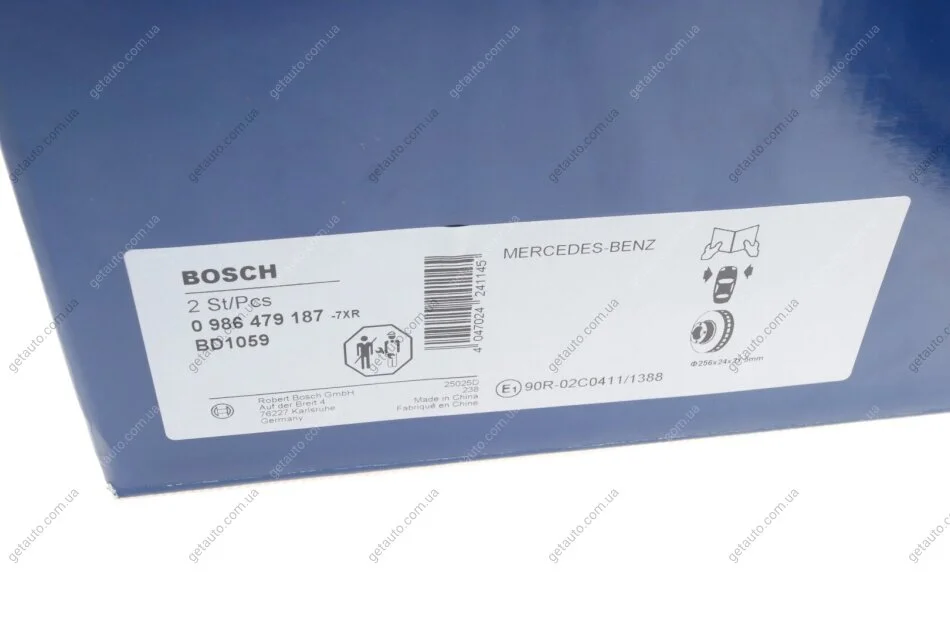 BOSCH
2 St/Pcs
0 986 479 187 -7XR
BD1059
4 047024 241145
MERCEDES-BENZ
E1 90R-02C0411/1388
Robert Bosch GmbH
Auf der Breit 4
76227 Karlsruhe
Germany
25025D
238
Made in China
Fabriqué en Chine
getauto.com.ua